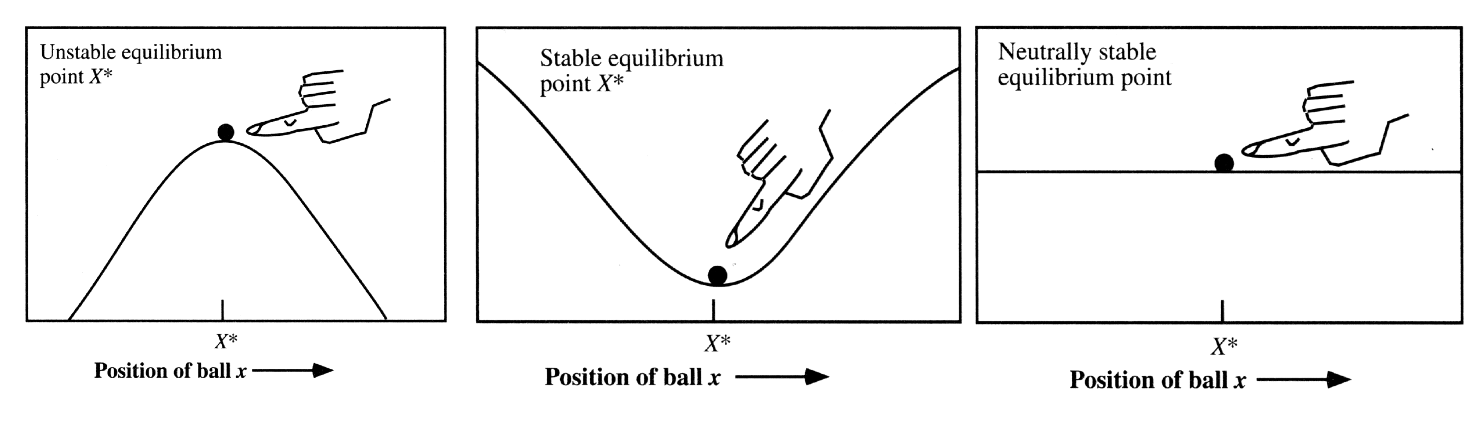 Unstable equilibrium
point X*
X*
Position of ball x
Stable equilibrium
point X*
X*
Position of ball x
Neutrally stable
equilibrium point
X*
Position of ball x